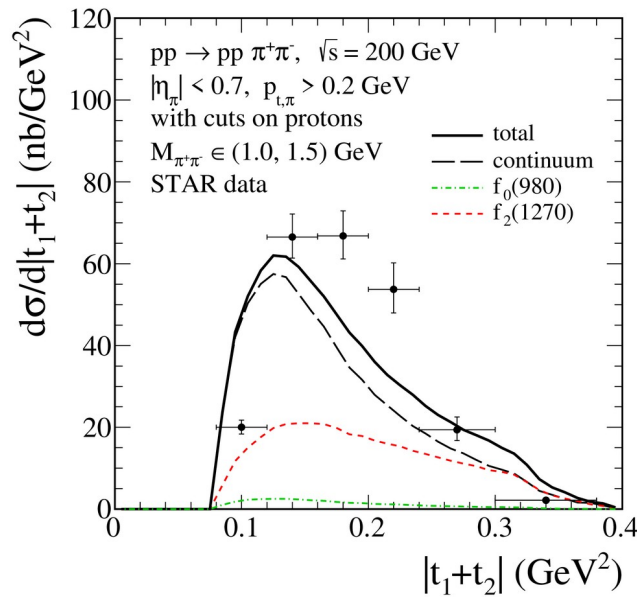 120
100
80
60
40
20
0
dσ/d|t₁+t₂| (nb/GeV²)
pp → pp π⁺π⁻, √s = 200 GeV
|η_π| < 0.7, p_{t,π} > 0.2 GeV
with cuts on protons
M_{π⁺π⁻} ∈ (1.0, 1.5) GeV
STAR data
total
continuum
f₀(980)
f₂(1270)
0 0.1 0.2 0.3 0.4
|t₁+t₂| (GeV²)